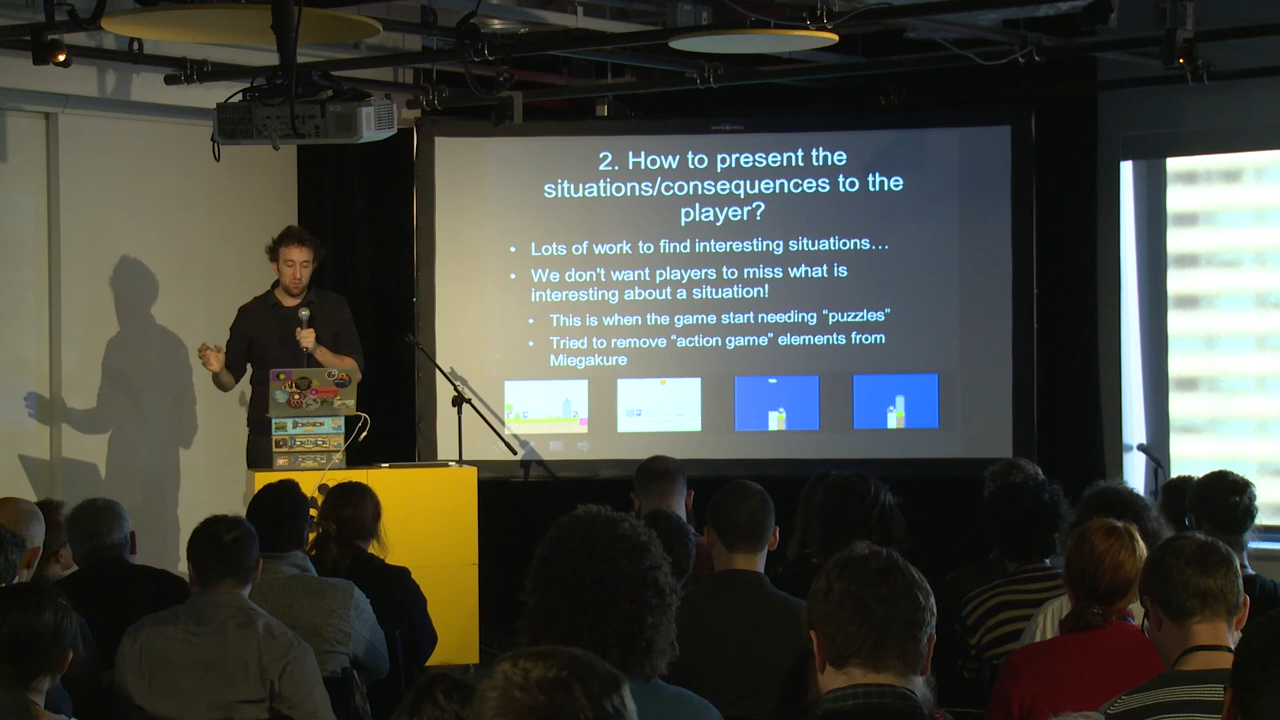 2. How to present the
situations/consequences to the
player?
• Lots of work to find interesting situations…
• We don't want players to miss what is
interesting about a situation!
• This is when the game start needing “puzzles”
• Tried to remove “action game” elements from
Miegakure